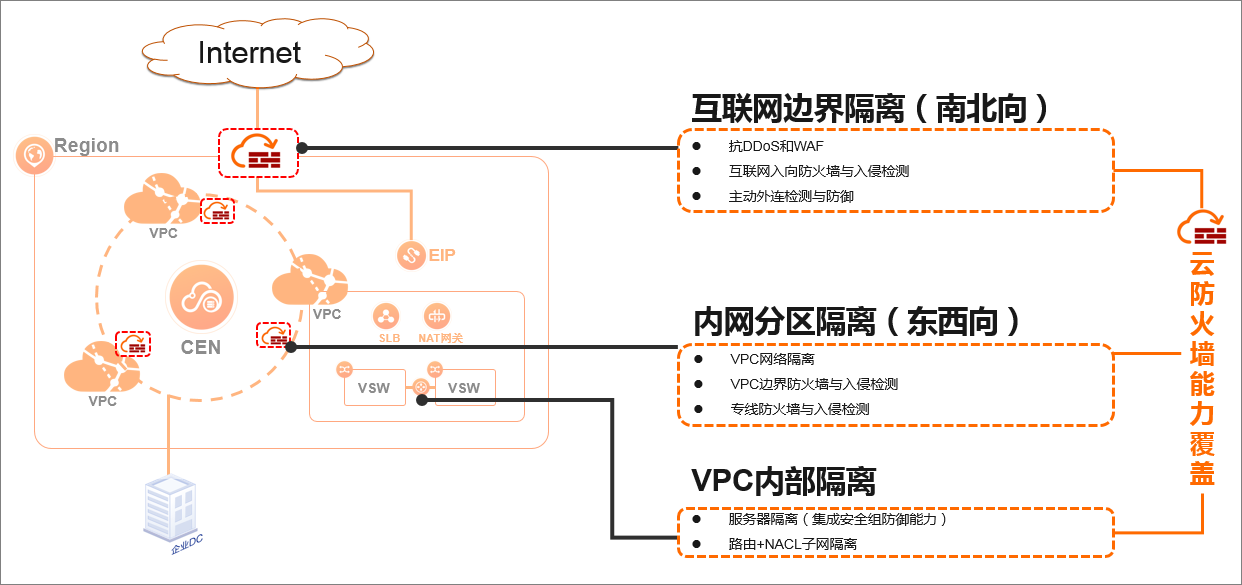 Internet
Region
VPC
EIP
VPC
CEN
SLB
NAT网关
VPC
VSW
VSW
企业DC
互联网边界隔离（南北向）
● 抗DDoS和WAF
● 互联网入向防火墙与入侵检测
● 主动外连检测与防御
内网分区隔离（东西向）
● VPC网络隔离
● VPC边界防火墙与入侵检测
● 专线防火墙与入侵检测
VPC内部隔离
● 服务器隔离（集成安全组防御能力）
● 路由+NACL子网隔离
云防火墙能力覆盖